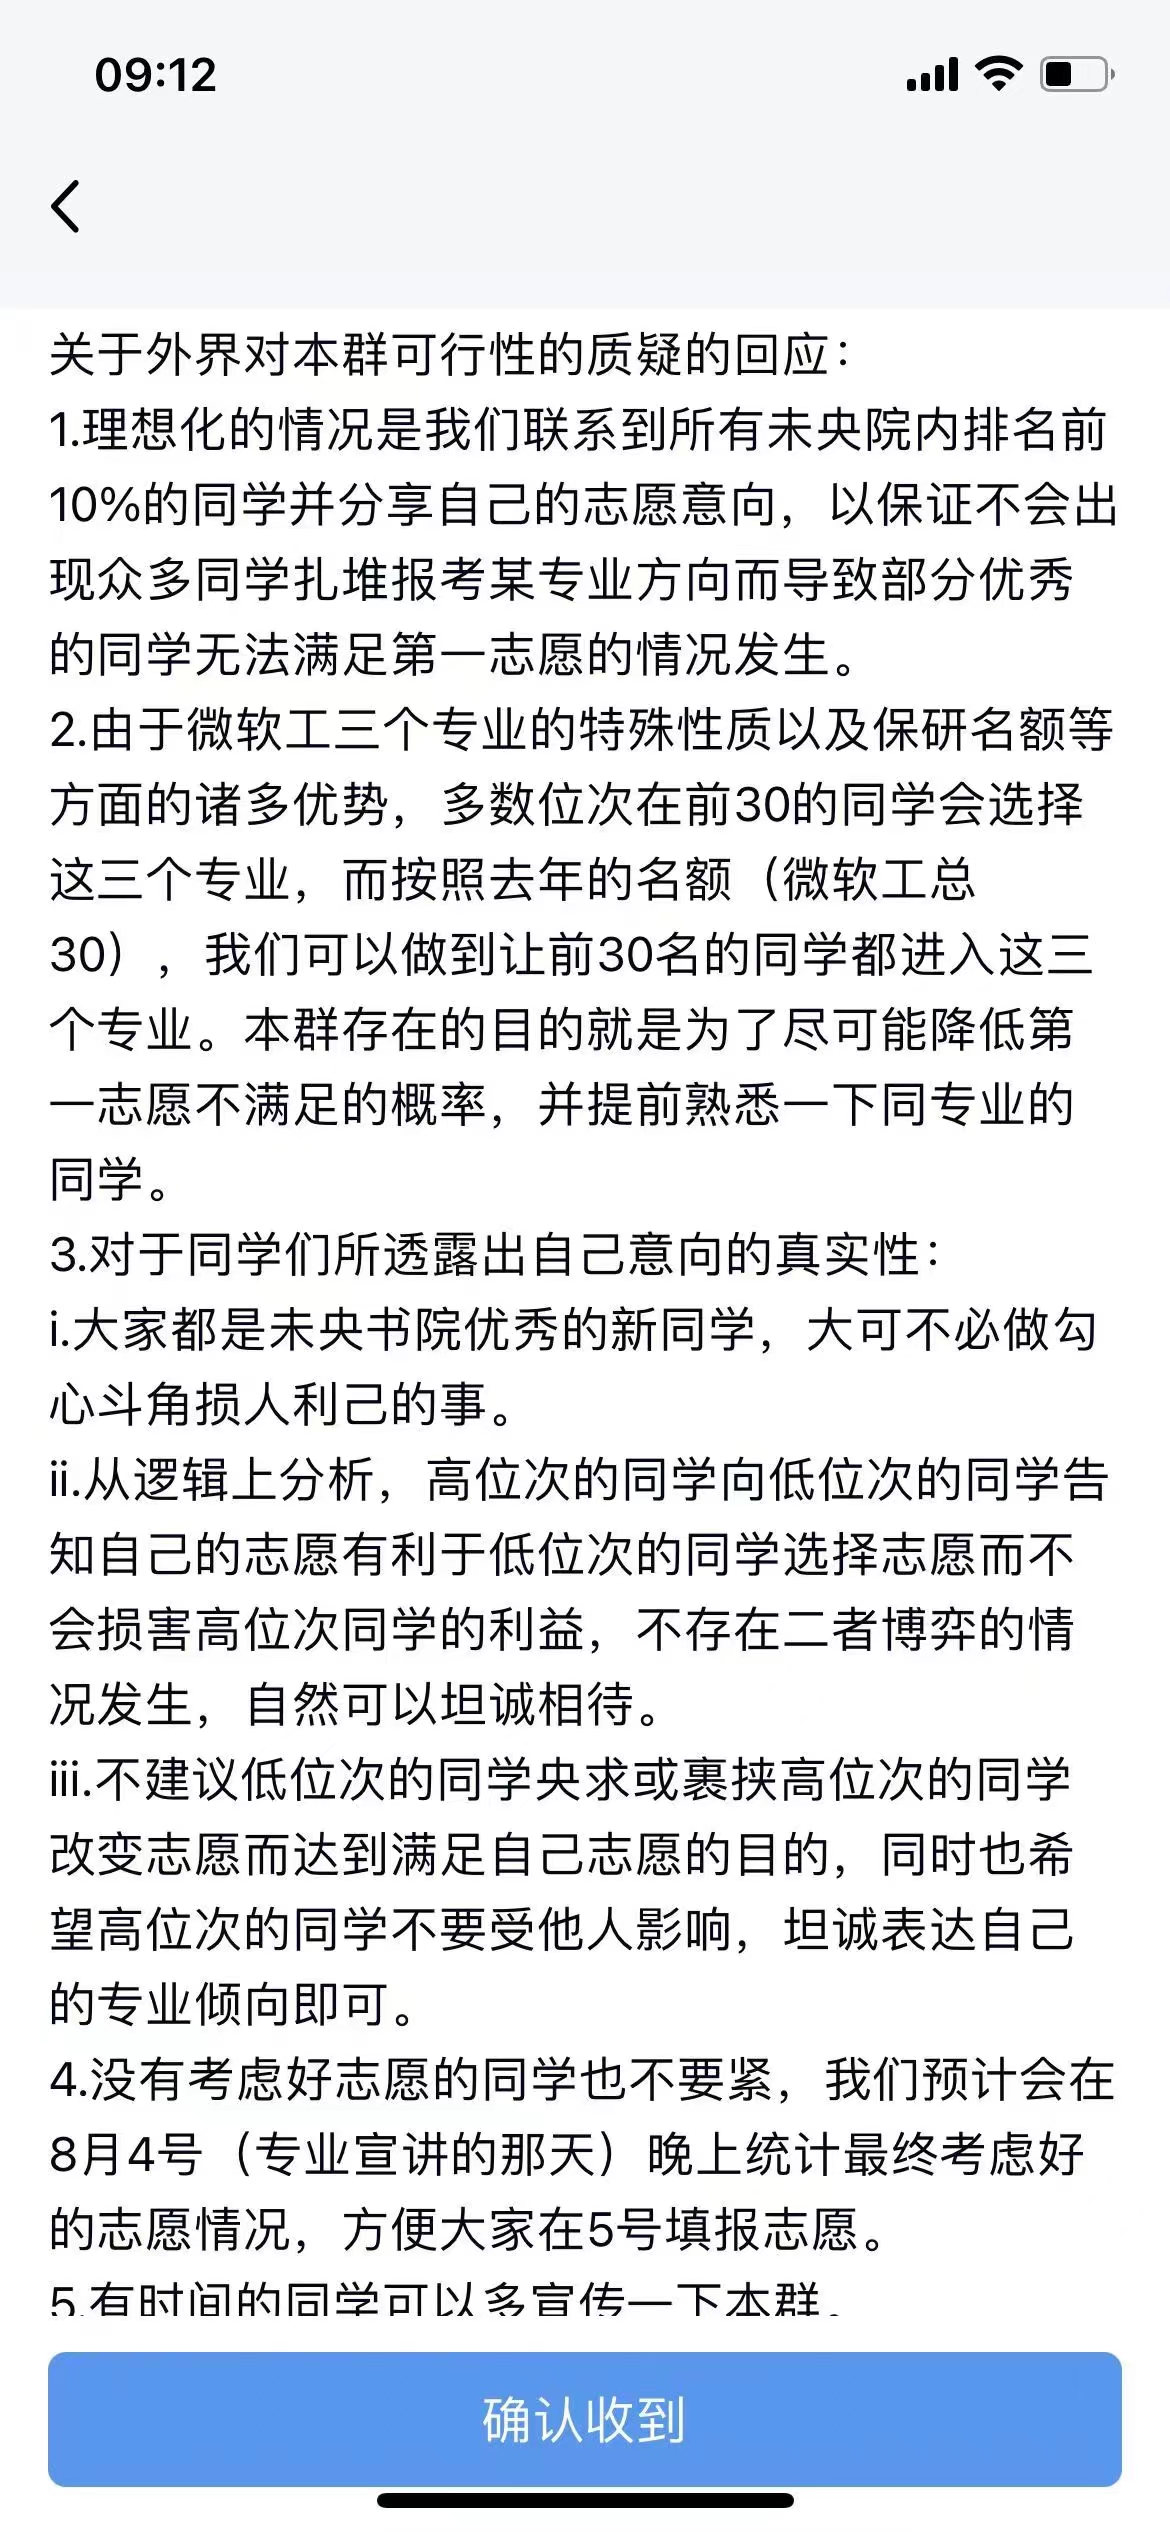 09:12
关于外界对本群可行性的质疑的回应：
1.理想化的情况是我们联系到所有未央院内排名前
10%的同学并分享自己的志愿意向，以保证不会出
现众多同学扎堆报考某专业方向而导致部分优秀
的同学无法满足第一志愿的情况发生。
2.由于微软工三个专业的特殊性质以及保研名额等
方面的诸多优势，多数位次在前30的同学会选择
这三个专业，而按照去年的名额（微软工总
30），我们可以做到让前30名的同学都进入这三
个专业。本群存在的目的就是为了尽可能降低第
一志愿不满足的概率，并提前熟悉一下同专业的
同学。
3.对于同学们所透露出自己意向的真实性：
i.大家都是未央书院优秀的新同学，大可不必做勾
心斗角损人利己的事。
ii.从逻辑上分析，高位次的同学向低位次的同学告
知自己的志愿有利于低位次的同学选择志愿而不
会损害高位次同学的利益，不存在二者博弈的情
况发生，自然可以坦诚相待。
iii.不建议低位次的同学央求或裹挟高位次的同学
改变志愿而达到满足自己志愿的目的，同时也希
望高位次的同学不要受他人影响，坦诚表达自己
的专业倾向即可。
4.没有考虑好志愿的同学也不要紧，我们预计会在
8月4号（专业宣讲的那天）晚上统计最终考虑好
的志愿情况，方便大家在5号填报志愿。
5.有时间的同学可以多宣传一下本群。
确认收到